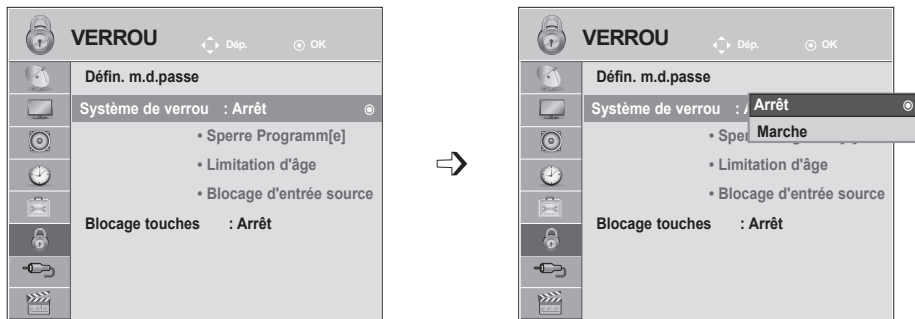 VERROU Dép. OK
Défin. m.d.passe
Système de verrou : Arrêt
• Sperre Programm[e]
• Limitation d'âge
• Blocage d'entrée source
Blocage touches : Arrêt
VERROU Dép. OK
Défin. m.d.passe
Système de verrou : Arrêt
Marche
• Limitation d'âge
• Blocage d'entrée source
Blocage touches : Arrêt